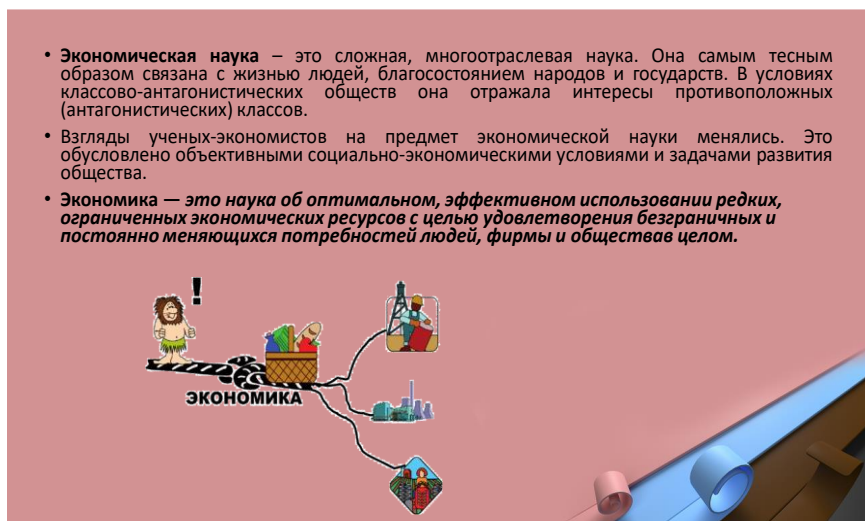 • Экономическая наука – это сложная, многоотраслевая наука. Она самым тесным
образом связана с жизнью людей, благосостоянием народов и государств. В условиях
классово-антагонистических обществ она отражала интересы противоположных
(антагонистических) классов.
• Взгляды ученых-экономистов на предмет экономической науки менялись. Это
обусловлено объективными социально-экономическими условиями и задачами развития
общества.
• Экономика — это наука об оптимальном, эффективном использовании редких,
ограниченных экономических ресурсов с целью удовлетворения безграничных и
постоянно меняющихся потребностей людей, фирмы и обществав целом.
!
ЭКОНОМИКА